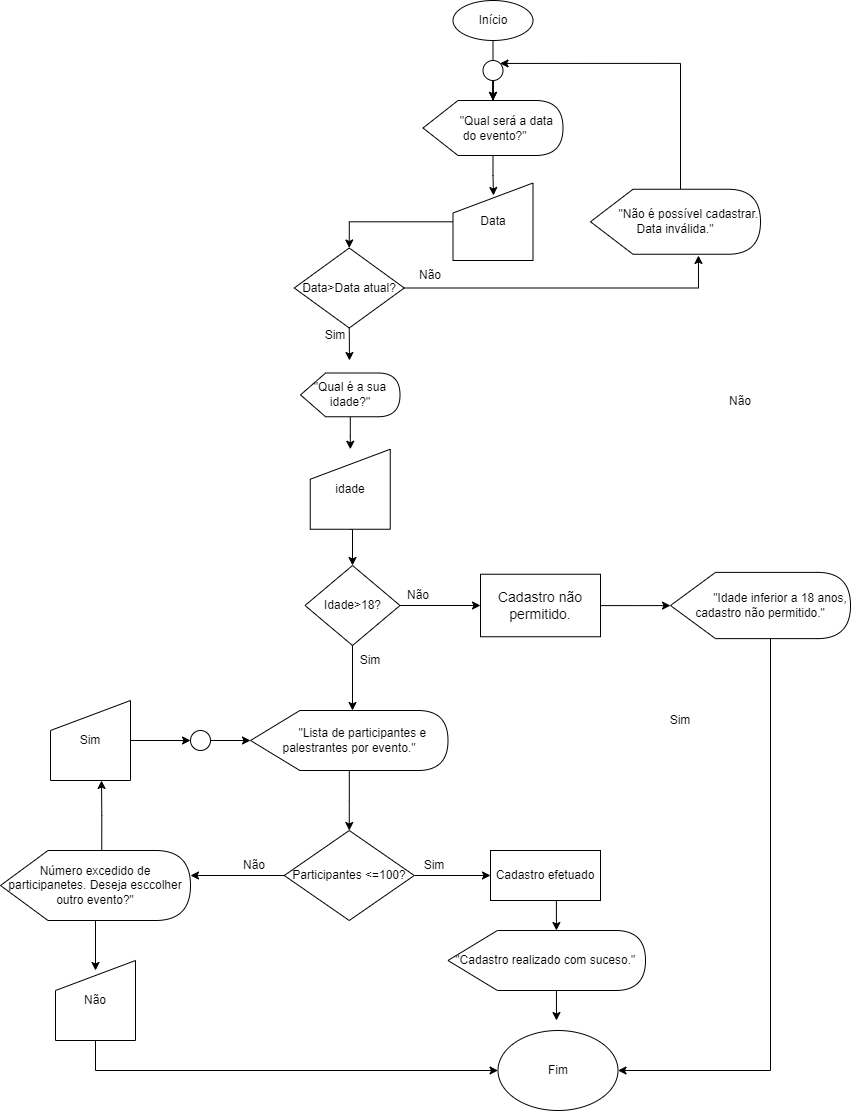 Início
"Qual será a data
do evento?"
Data
"Não é possível cadastrar.
Data inválida."
Data>Data atual?
Não
Sim
"Qual é a sua
idade?"
Não
idade
Idade>18?
Não
Cadastro não
permitido.
"Idade inferior a 18 anos,
cadastro não permitido."
Sim
Sim
"Lista de participantes e
palestrantes por evento."
Sim
Participantes <=100?
Não
Sim
Número excedido de
participanetes. Deseja esccolher
outro evento?"
Cadastro efetuado
"Cadastro realizado com suceso."
Não
Fim